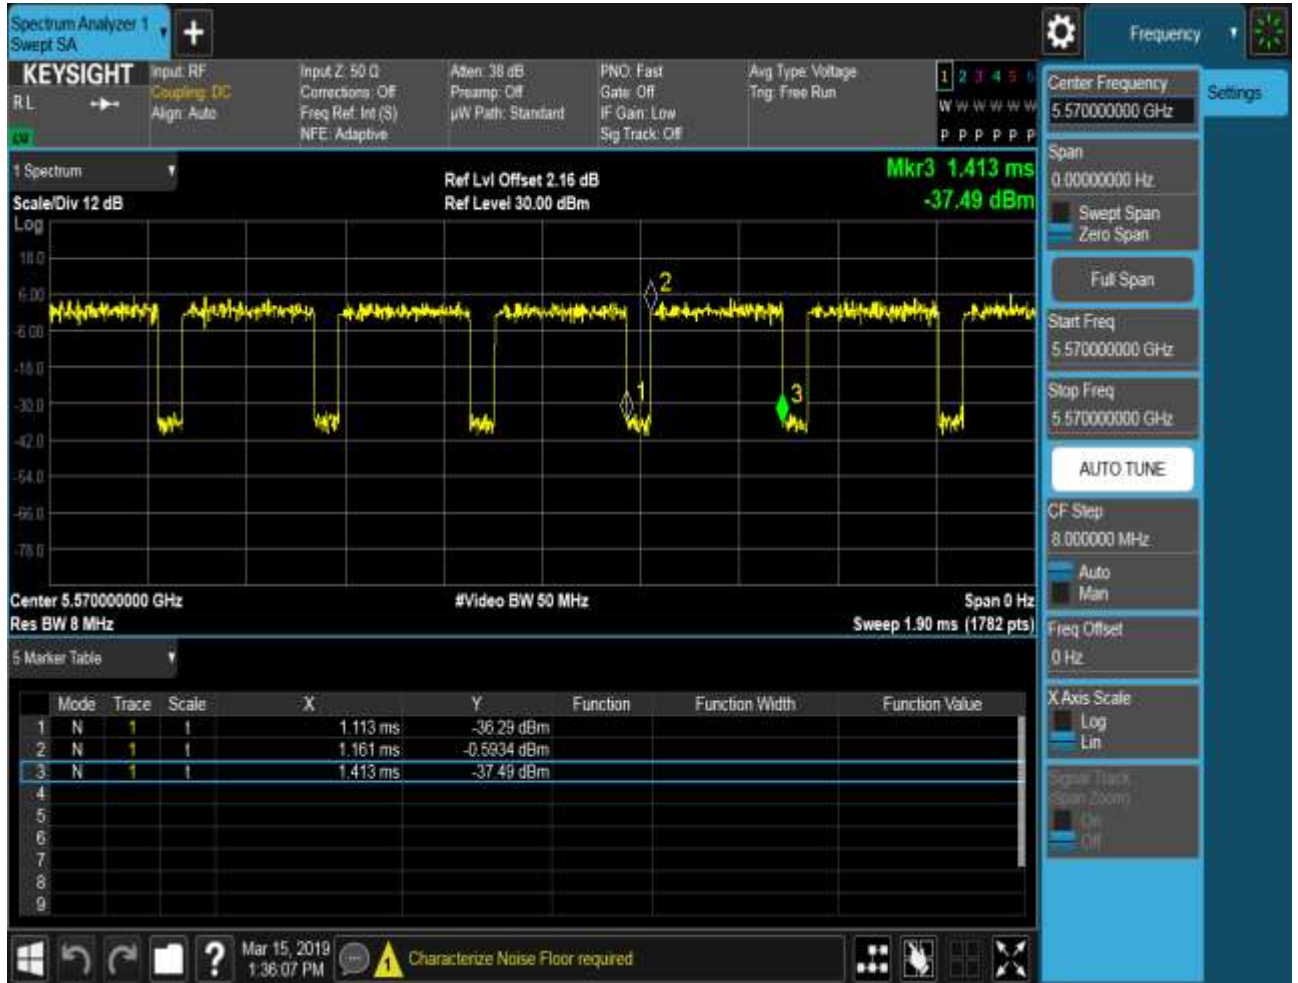 Spectrum Analyzer 1
Swept SA
+
Frequency
KEYSIGHT
RL
Input: RF
Coupling: DC
Align: Auto
Input Z: 50 Ω
Corrections: Off
Freq Ref: Int (S)
NFE: Adaptive
Atten: 38 dB
Preamp: Off
µW Path: Standard
PNO: Fast
Gate: Off
IF Gain: Low
Sig Track: Off
Avg Type: Voltage
Trig: Free Run
1 2 3 4 5 6
W W W W W W
P P P P P P
Center Frequency
5.570000000 GHz
Settings
1 Spectrum
Scale/Div 12 dB
Ref Lvl Offset 2.16 dB
Ref Level 30.00 dBm
Mkr3 1.413 ms
-37.49 dBm
Log
18.0
6.00
-6.00
-18.0
-30.0
-42.0
-54.0
-66.0
-78.0
1
2
3
Center 5.570000000 GHz
Res BW 8 MHz
#Video BW 50 MHz
Span 0 Hz
Sweep 1.90 ms (1782 pts)
Span
0.00000000 Hz
Swept Span
Zero Span
Full Span
Start Freq
5.570000000 GHz
Stop Freq
5.570000000 GHz
AUTO TUNE
CF Step
8.000000 MHz
Auto
Man
Freq Offset
0 Hz
X Axis Scale
Log
Lin
Signal Track
(Span Zoom)
On
Off
5 Marker Table
Mode Trace Scale X Y Function Function Width Function Value
1 N 1 t 1.113 ms -36.29 dBm
2 N 1 t 1.161 ms -0.5934 dBm
3 N 1 t 1.413 ms -37.49 dBm
4
5
6
7
8
9
?
Mar 15, 2019
1:36:07 PM
1
Characterize Noise Floor required